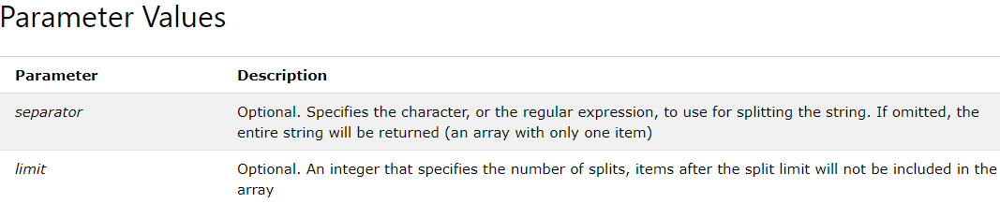 Parameter Values
Parameter Description
separator Optional. Specifies the character, or the regular expression, to use for splitting the string. If omitted, the
entire string will be returned (an array with only one item)
limit Optional. An integer that specifies the number of splits, items after the split limit will not be included in the
array